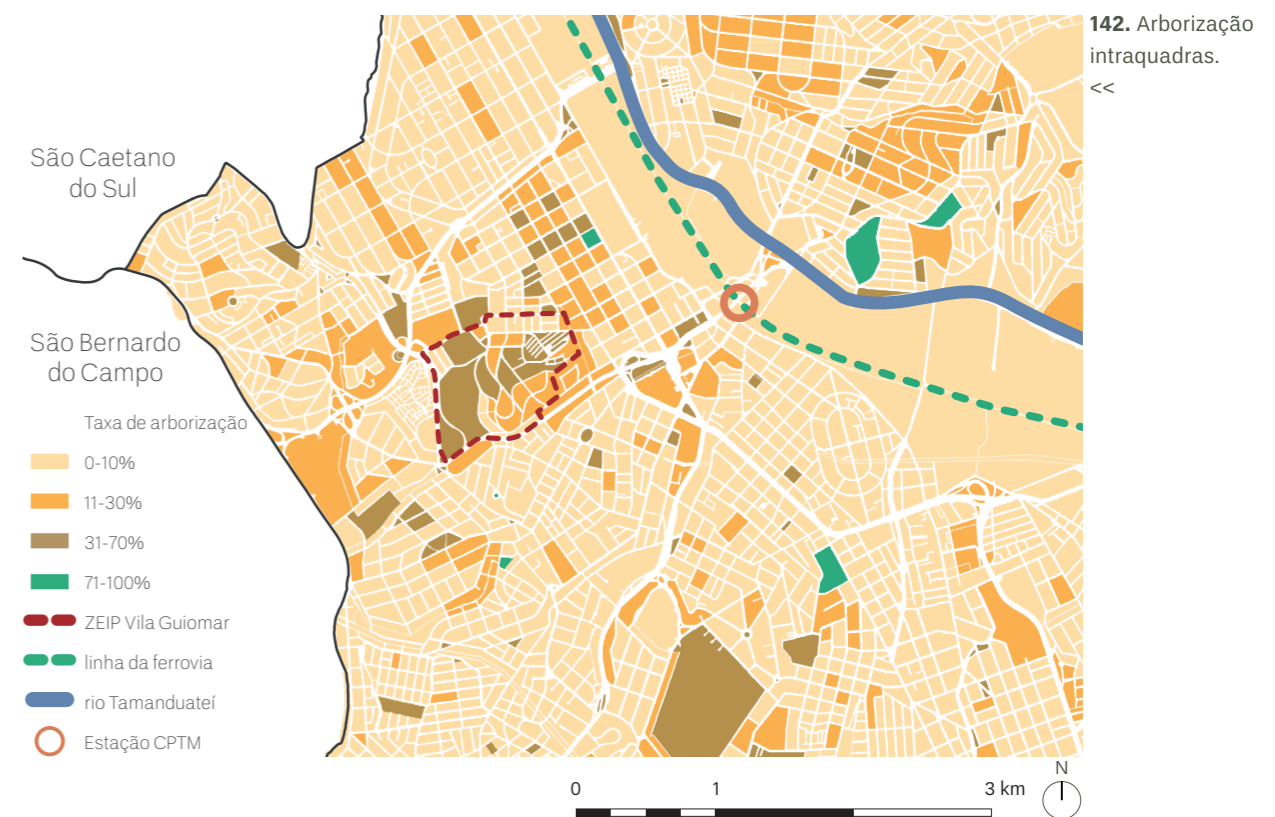 142. Arborização
intraquadras.
<<
São Caetano
do Sul
São Bernardo
do Campo
Taxa de arborização
0-10%
11-30%
31-70%
71-100%
ZEIP Vila Guiomar
linha da ferrovia
rio Tamanduateí
Estação CPTM
0 1 3 km
N